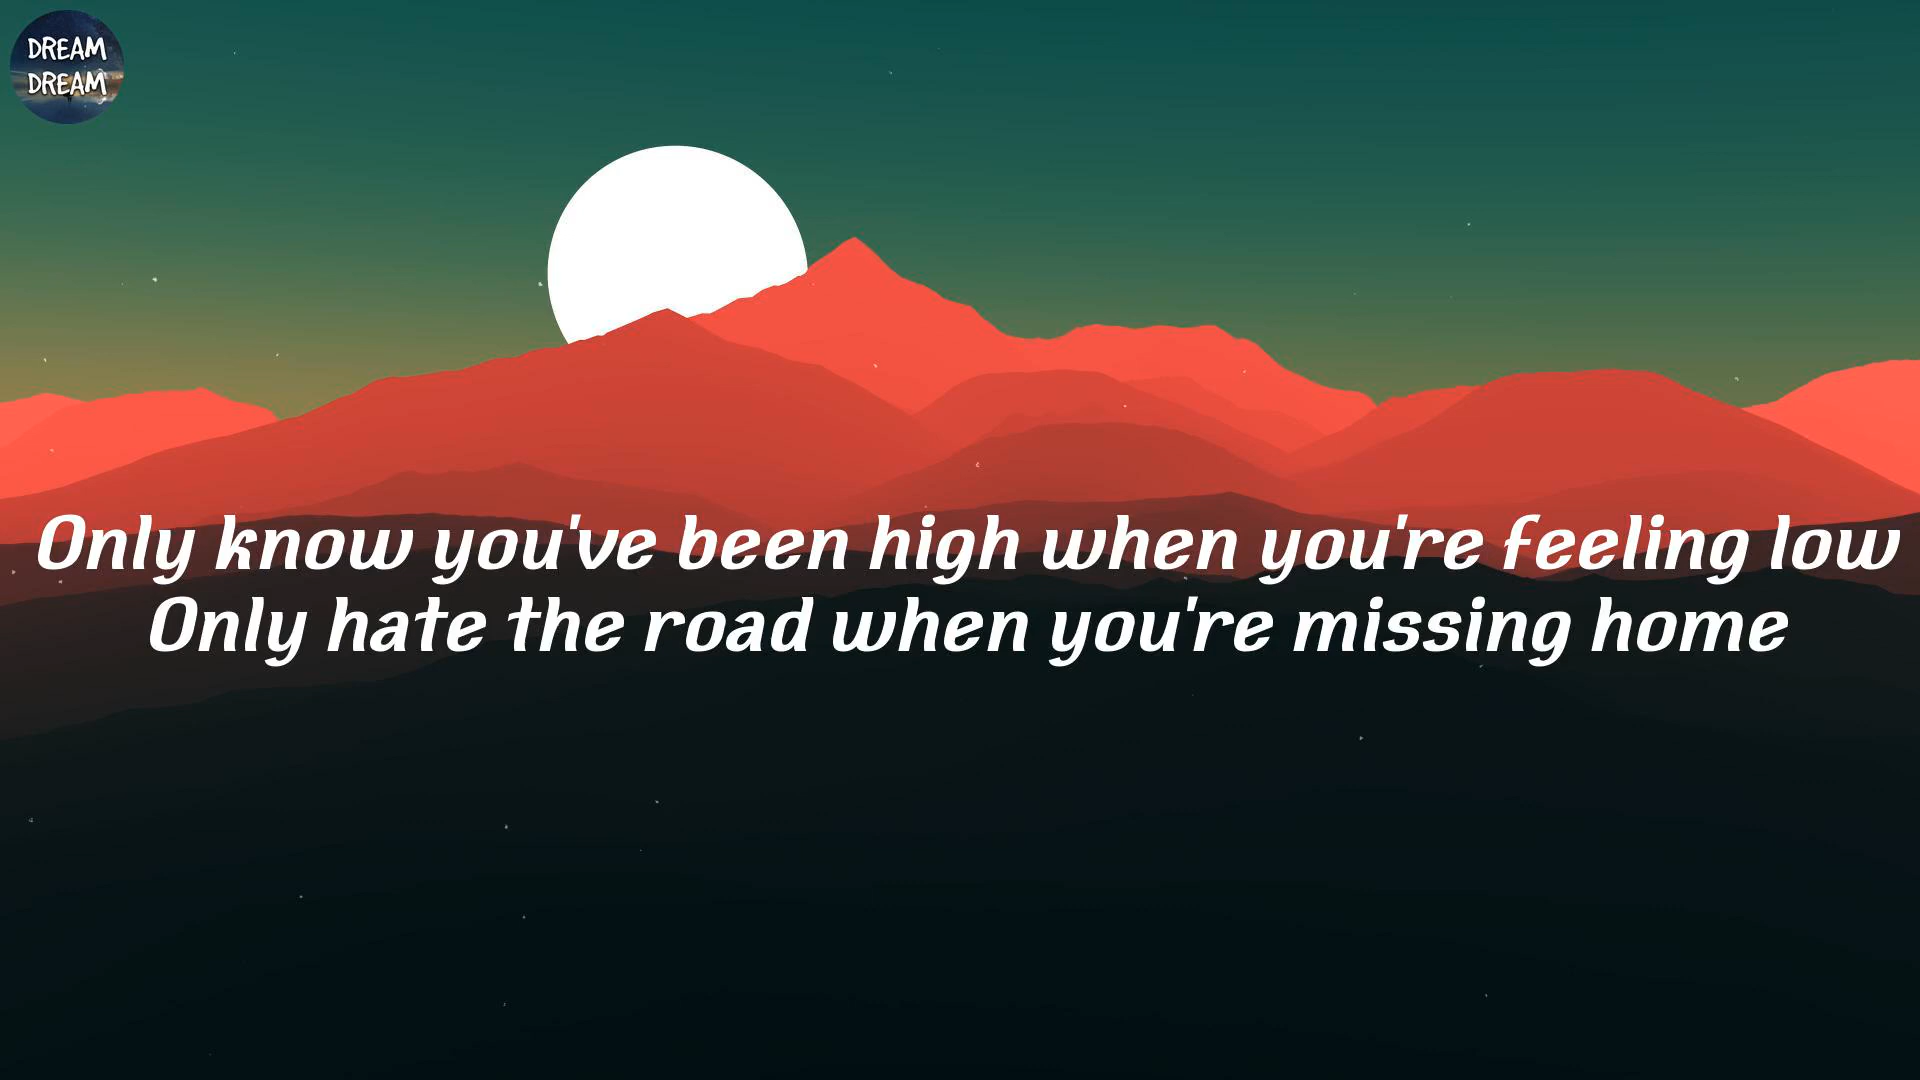 DREAM
DREAM
Only know you've been high when you're feeling low
Only hate the road when you're missing home